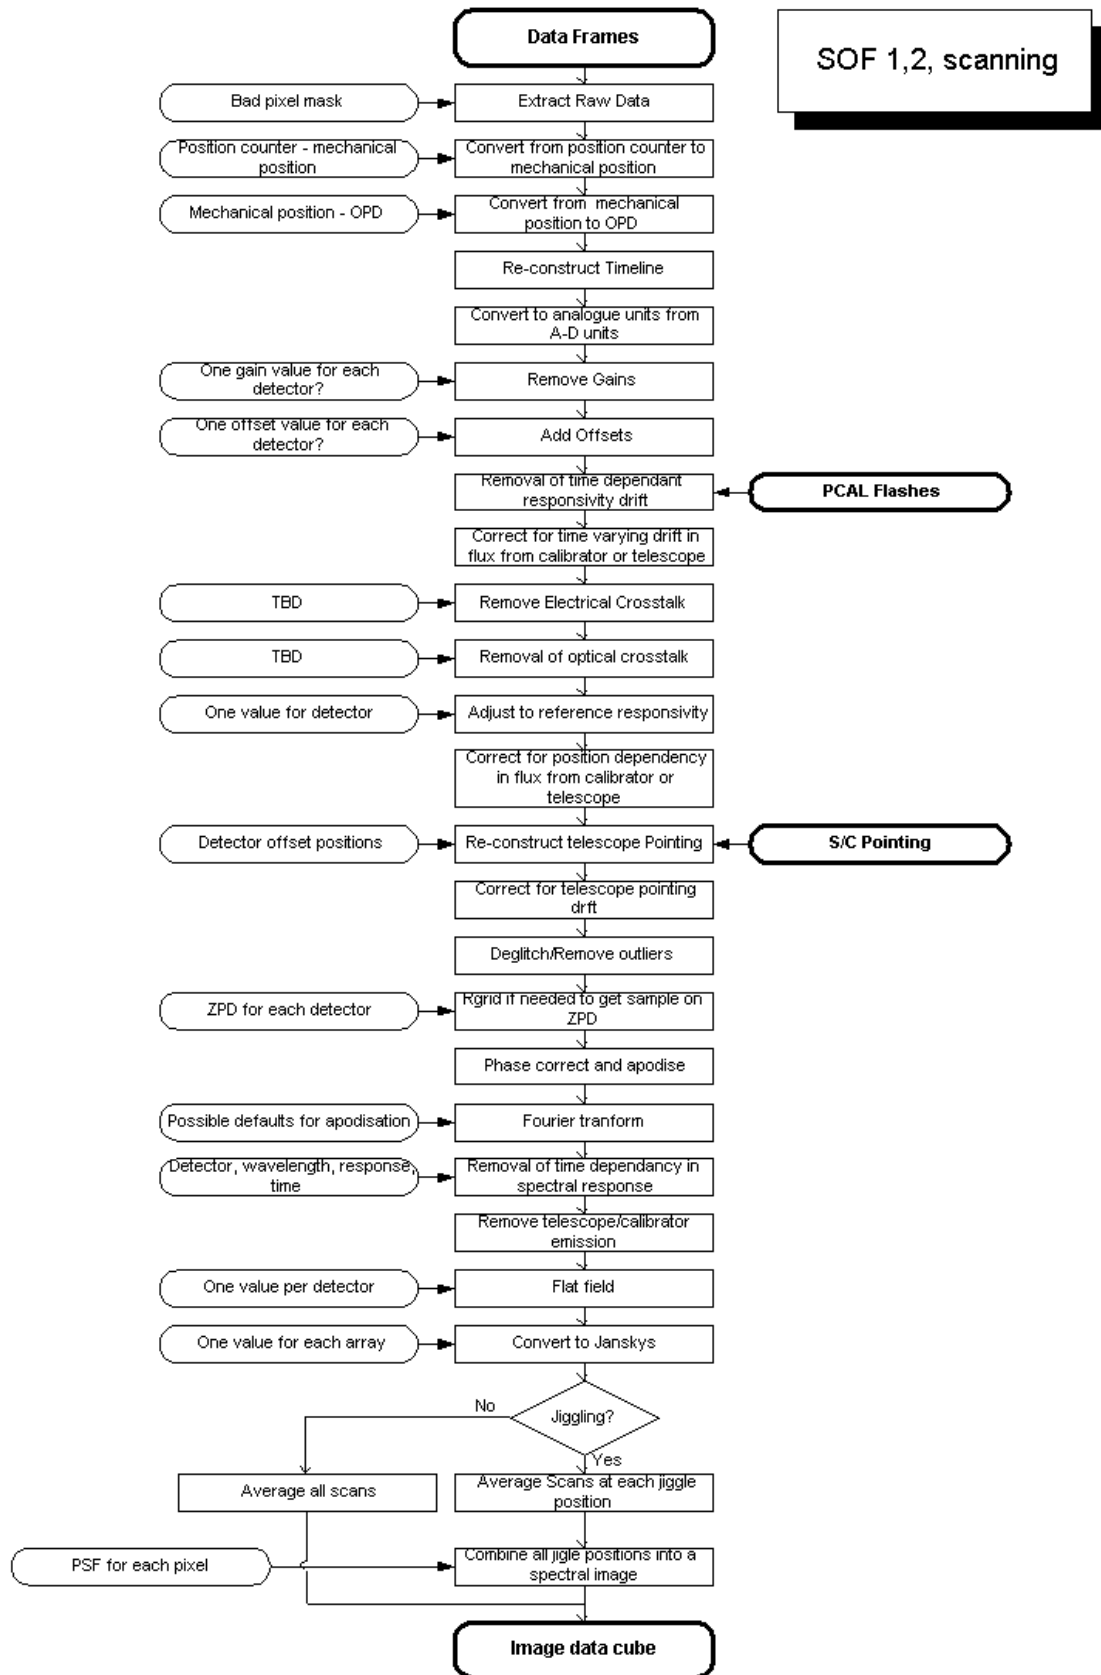 Data Frames
SOF 1,2, scanning
Bad pixel mask
Extract Raw Data
Position counter - mechanical
position
Convert from position counter to
mechanical position
Mechanical position - OPD
Convert from mechanical
position to OPD
Re-construct Timeline
Convert to analogue units from
A-D units
One gain value for each
detector?
Remove Gains
One offset value for each
detector?
Add Offsets
Removal of time dependant
responsivity drift
PCAL Flashes
Correct for time varying drift in
flux from calibrator or telescope
TBD
Remove Electrical Crosstalk
TBD
Removal of optical crosstalk
One value for detector
Adjust to reference responsivity
Correct for position dependency
in flux from calibrator or
telescope
Detector offset positions
Re-construct telescope Pointing
S/C Pointing
Correct for telescope pointing
drft
Deglitch/Remove outliers
ZPD for each detector
Rgrid if needed to get sample on
ZPD
Phase correct and apodise
Possible defaults for apodisation
Fourier tranform
Detector, wavelength, response,
time
Removal of time dependancy in
spectral response
Remove telescope/calibrator
emission
One value per detector
Flat field
One value for each array
Convert to Janskys
No
Jiggling?
Yes
Average all scans
Average Scans at each jiggle
position
PSF for each pixel
Combine all jigle positions into a
spectral image
Image data cube